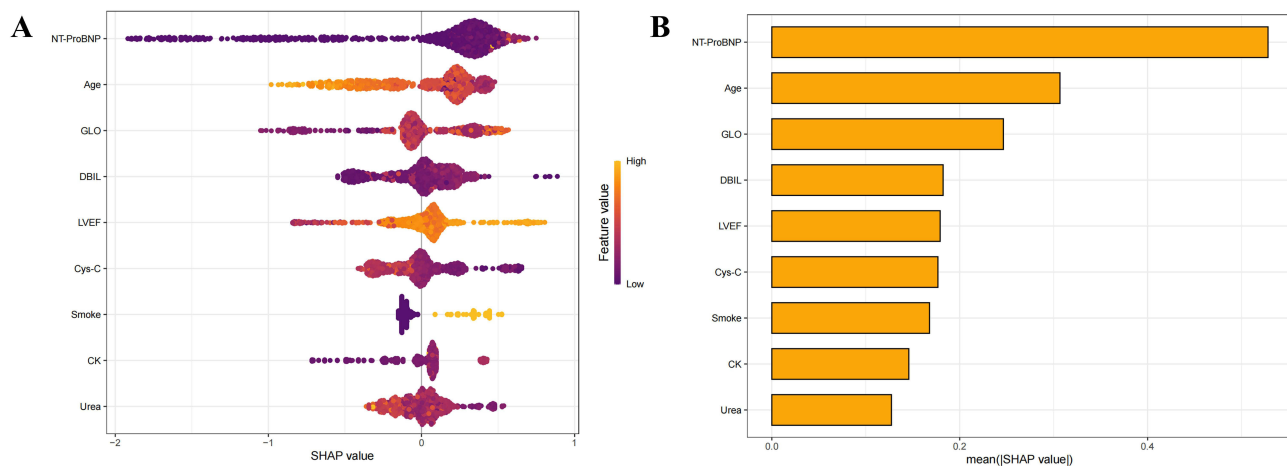 A
NT-ProBNP
Age
GLO
DBIL
LVEF
Cys-C
Smoke
CK
Urea
−2
−1
0
1
SHAP value
High
Feature value
Low
B
NT-ProBNP
Age
GLO
DBIL
LVEF
Cys-C
Smoke
CK
Urea
0.0
0.2
0.4
mean(|SHAP value|)